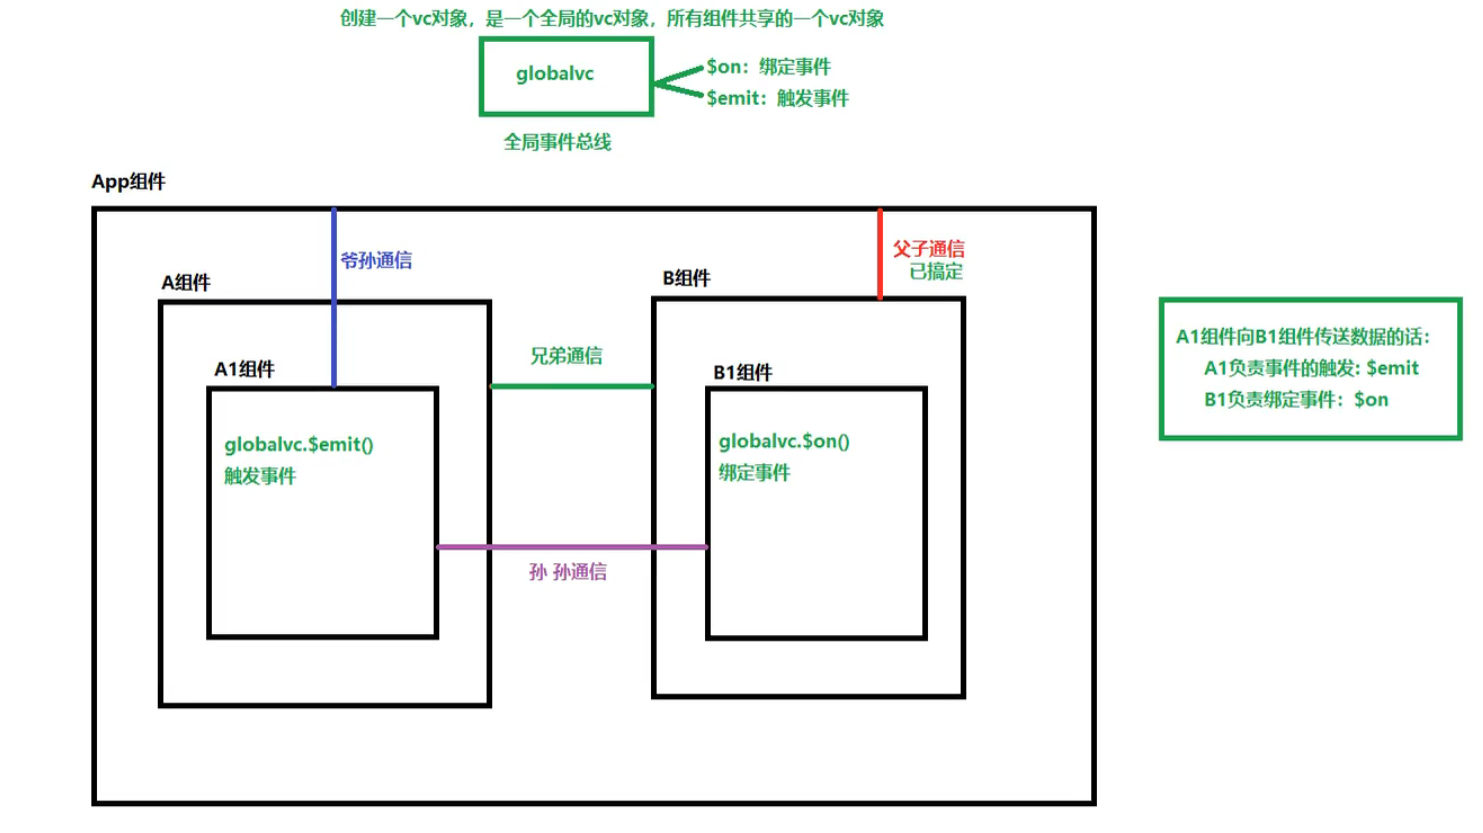 创建一个vc对象，是一个全局的vc对象，所有组件共享的一个vc对象
globalvc
$on：绑定事件
$emit：触发事件
全局事件总线
App组件
爷孙通信
父子通信
已搞定
A组件
B组件
兄弟通信
A1组件
B1组件
globalvc.$emit()
触发事件
globalvc.$on()
绑定事件
孙 孙通信
A1组件向B1组件传送数据的话：
A1负责事件的触发: $emit
B1负责绑定事件：$on